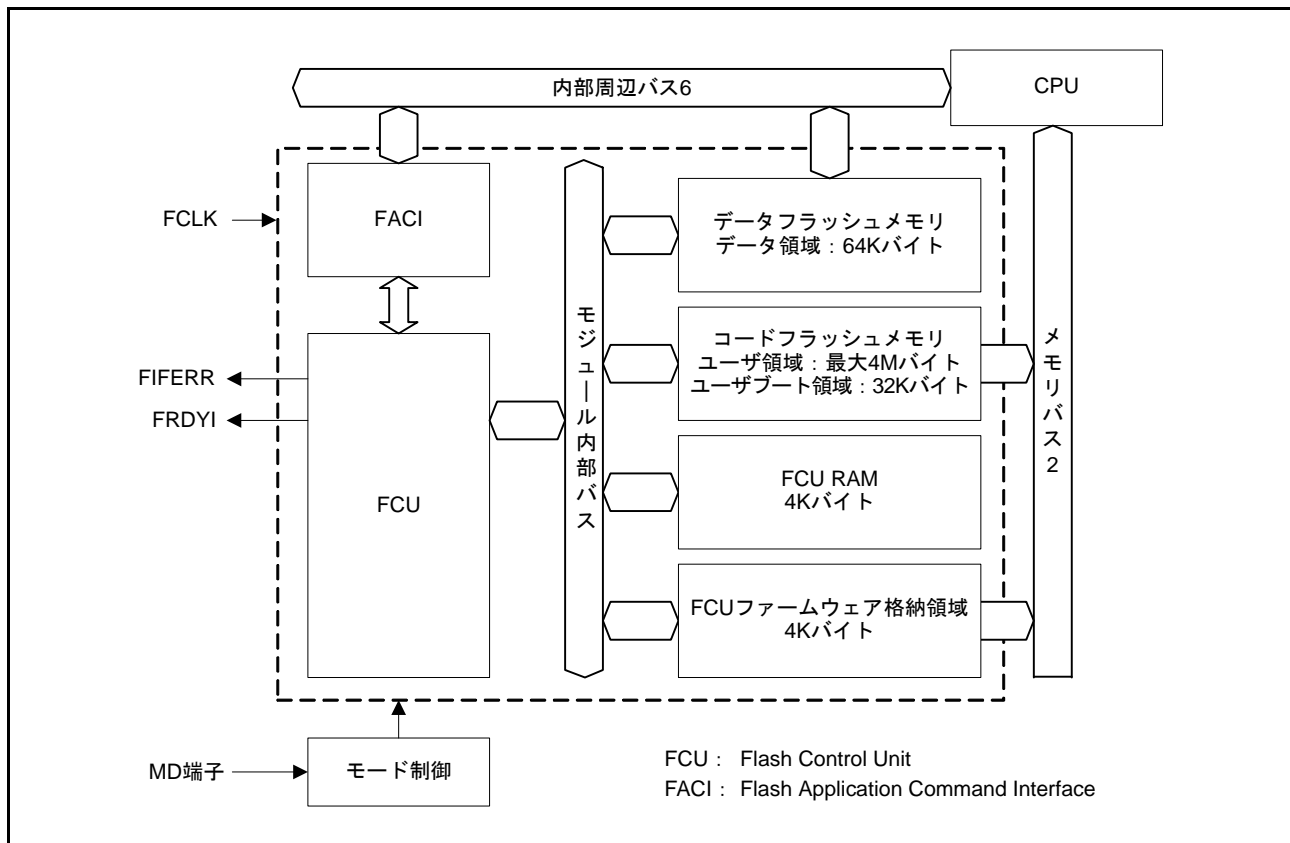 内部周辺バス6
CPU
FCLK
FACI
データフラッシュメモリ
データ領域：64Kバイト
モジュール内部バス
コードフラッシュメモリ
ユーザ領域：最大4Mバイト
ユーザブート領域：32Kバイト
メモリバス2
FIFERR
FRDYI
FCU
FCU RAM
4Kバイト
FCUファームウェア格納領域
4Kバイト
MD端子
モード制御
FCU： Flash Control Unit
FACI： Flash Application Command Interface